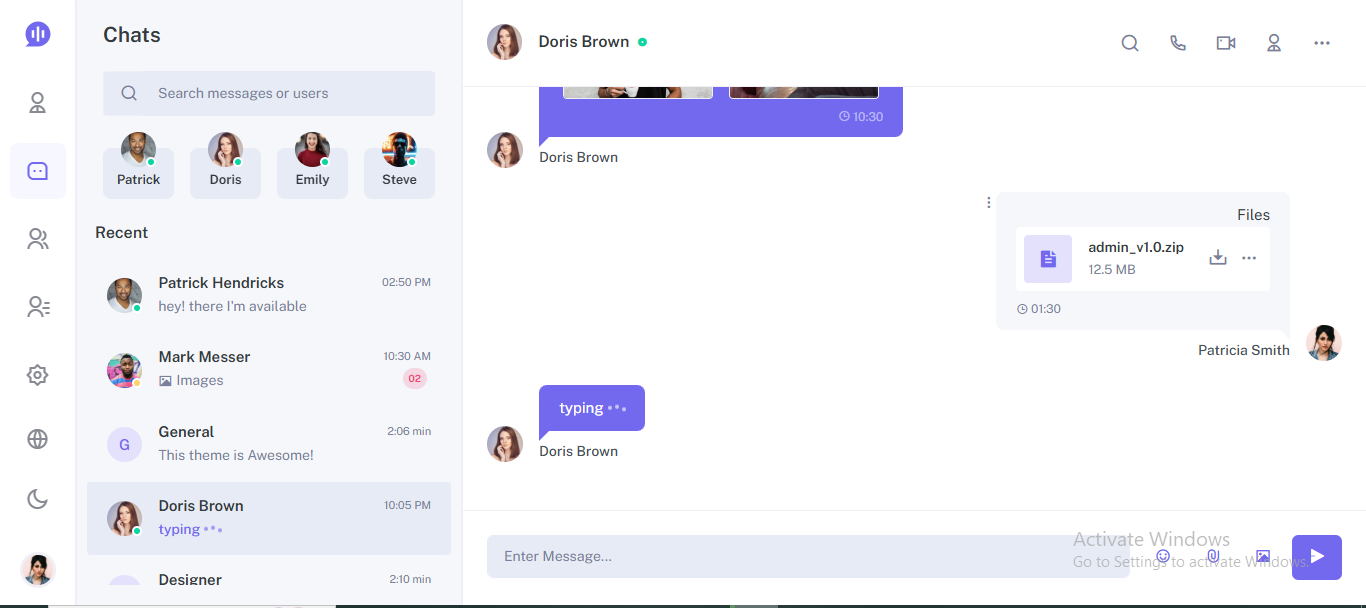 Chats
Search messages or users
Patrick
Doris
Emily
Steve
Recent
Patrick Hendricks
02:50 PM
hey! there I'm available
Mark Messer
10:30 AM
Images
02
G
General
2:06 min
This theme is Awesome!
Doris Brown
10:05 PM
typing
Designer
2:10 min
Doris Brown
10:30
Doris Brown
Files
admin_v1.0.zip
12.5 MB
01:30
Patricia Smith
typing
Doris Brown
Enter Message...
Activate Windows
Go to Settings to activate Windows.